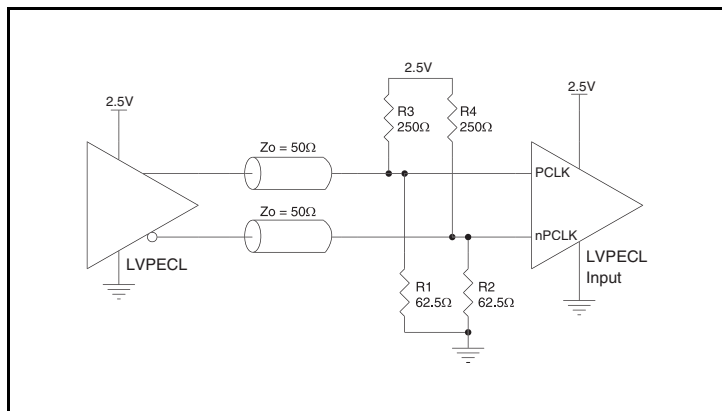 2.5V
2.5V
2.5V
R3
250Ω
R4
250Ω
Zo = 50Ω
PCLK
Zo = 50Ω
nPCLK
LVPECL
LVPECL
Input
R1
62.5Ω
R2
62.5Ω